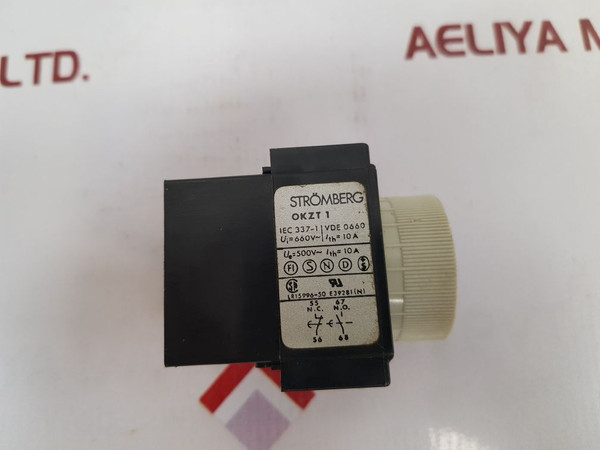 LTD.
AELIYA M
STRÖMBERG
OKZT 1
IEC 337-1 VDE 0660
Ui=660V~ Ith=10A
Ue=500V~ Ith=10A
FI S N D S
LR15996-50 E39281(N)
55 67
N.C. N.O.
56 68